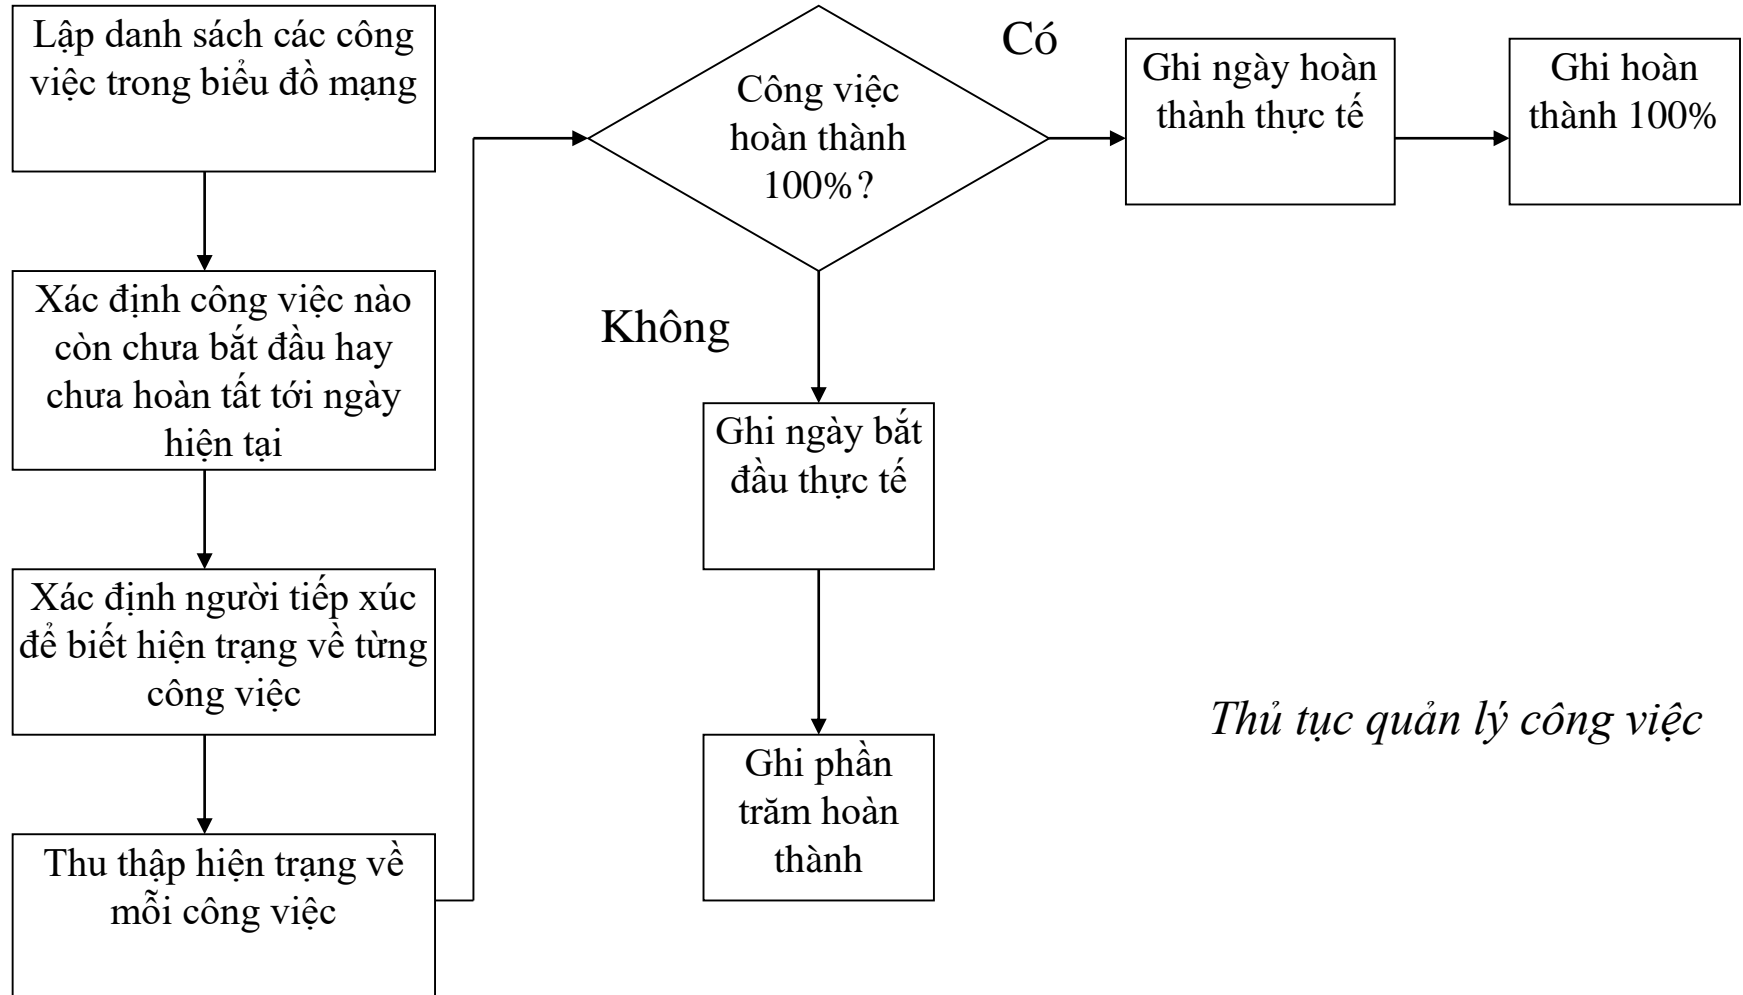 Lập danh sách các công
việc trong biểu đồ mạng
Xác định công việc nào
còn chưa bắt đầu hay
chưa hoàn tất tới ngày
hiện tại
Xác định người tiếp xúc
để biết hiện trạng về từng
công việc
Thu thập hiện trạng về
mỗi công việc
Công việc
hoàn thành
100%?
Có
Ghi ngày hoàn
thành thực tế
Ghi hoàn
thành 100%
Không
Ghi ngày bắt
đầu thực tế
Ghi phần
trăm hoàn
thành
Thủ tục quản lý công việc